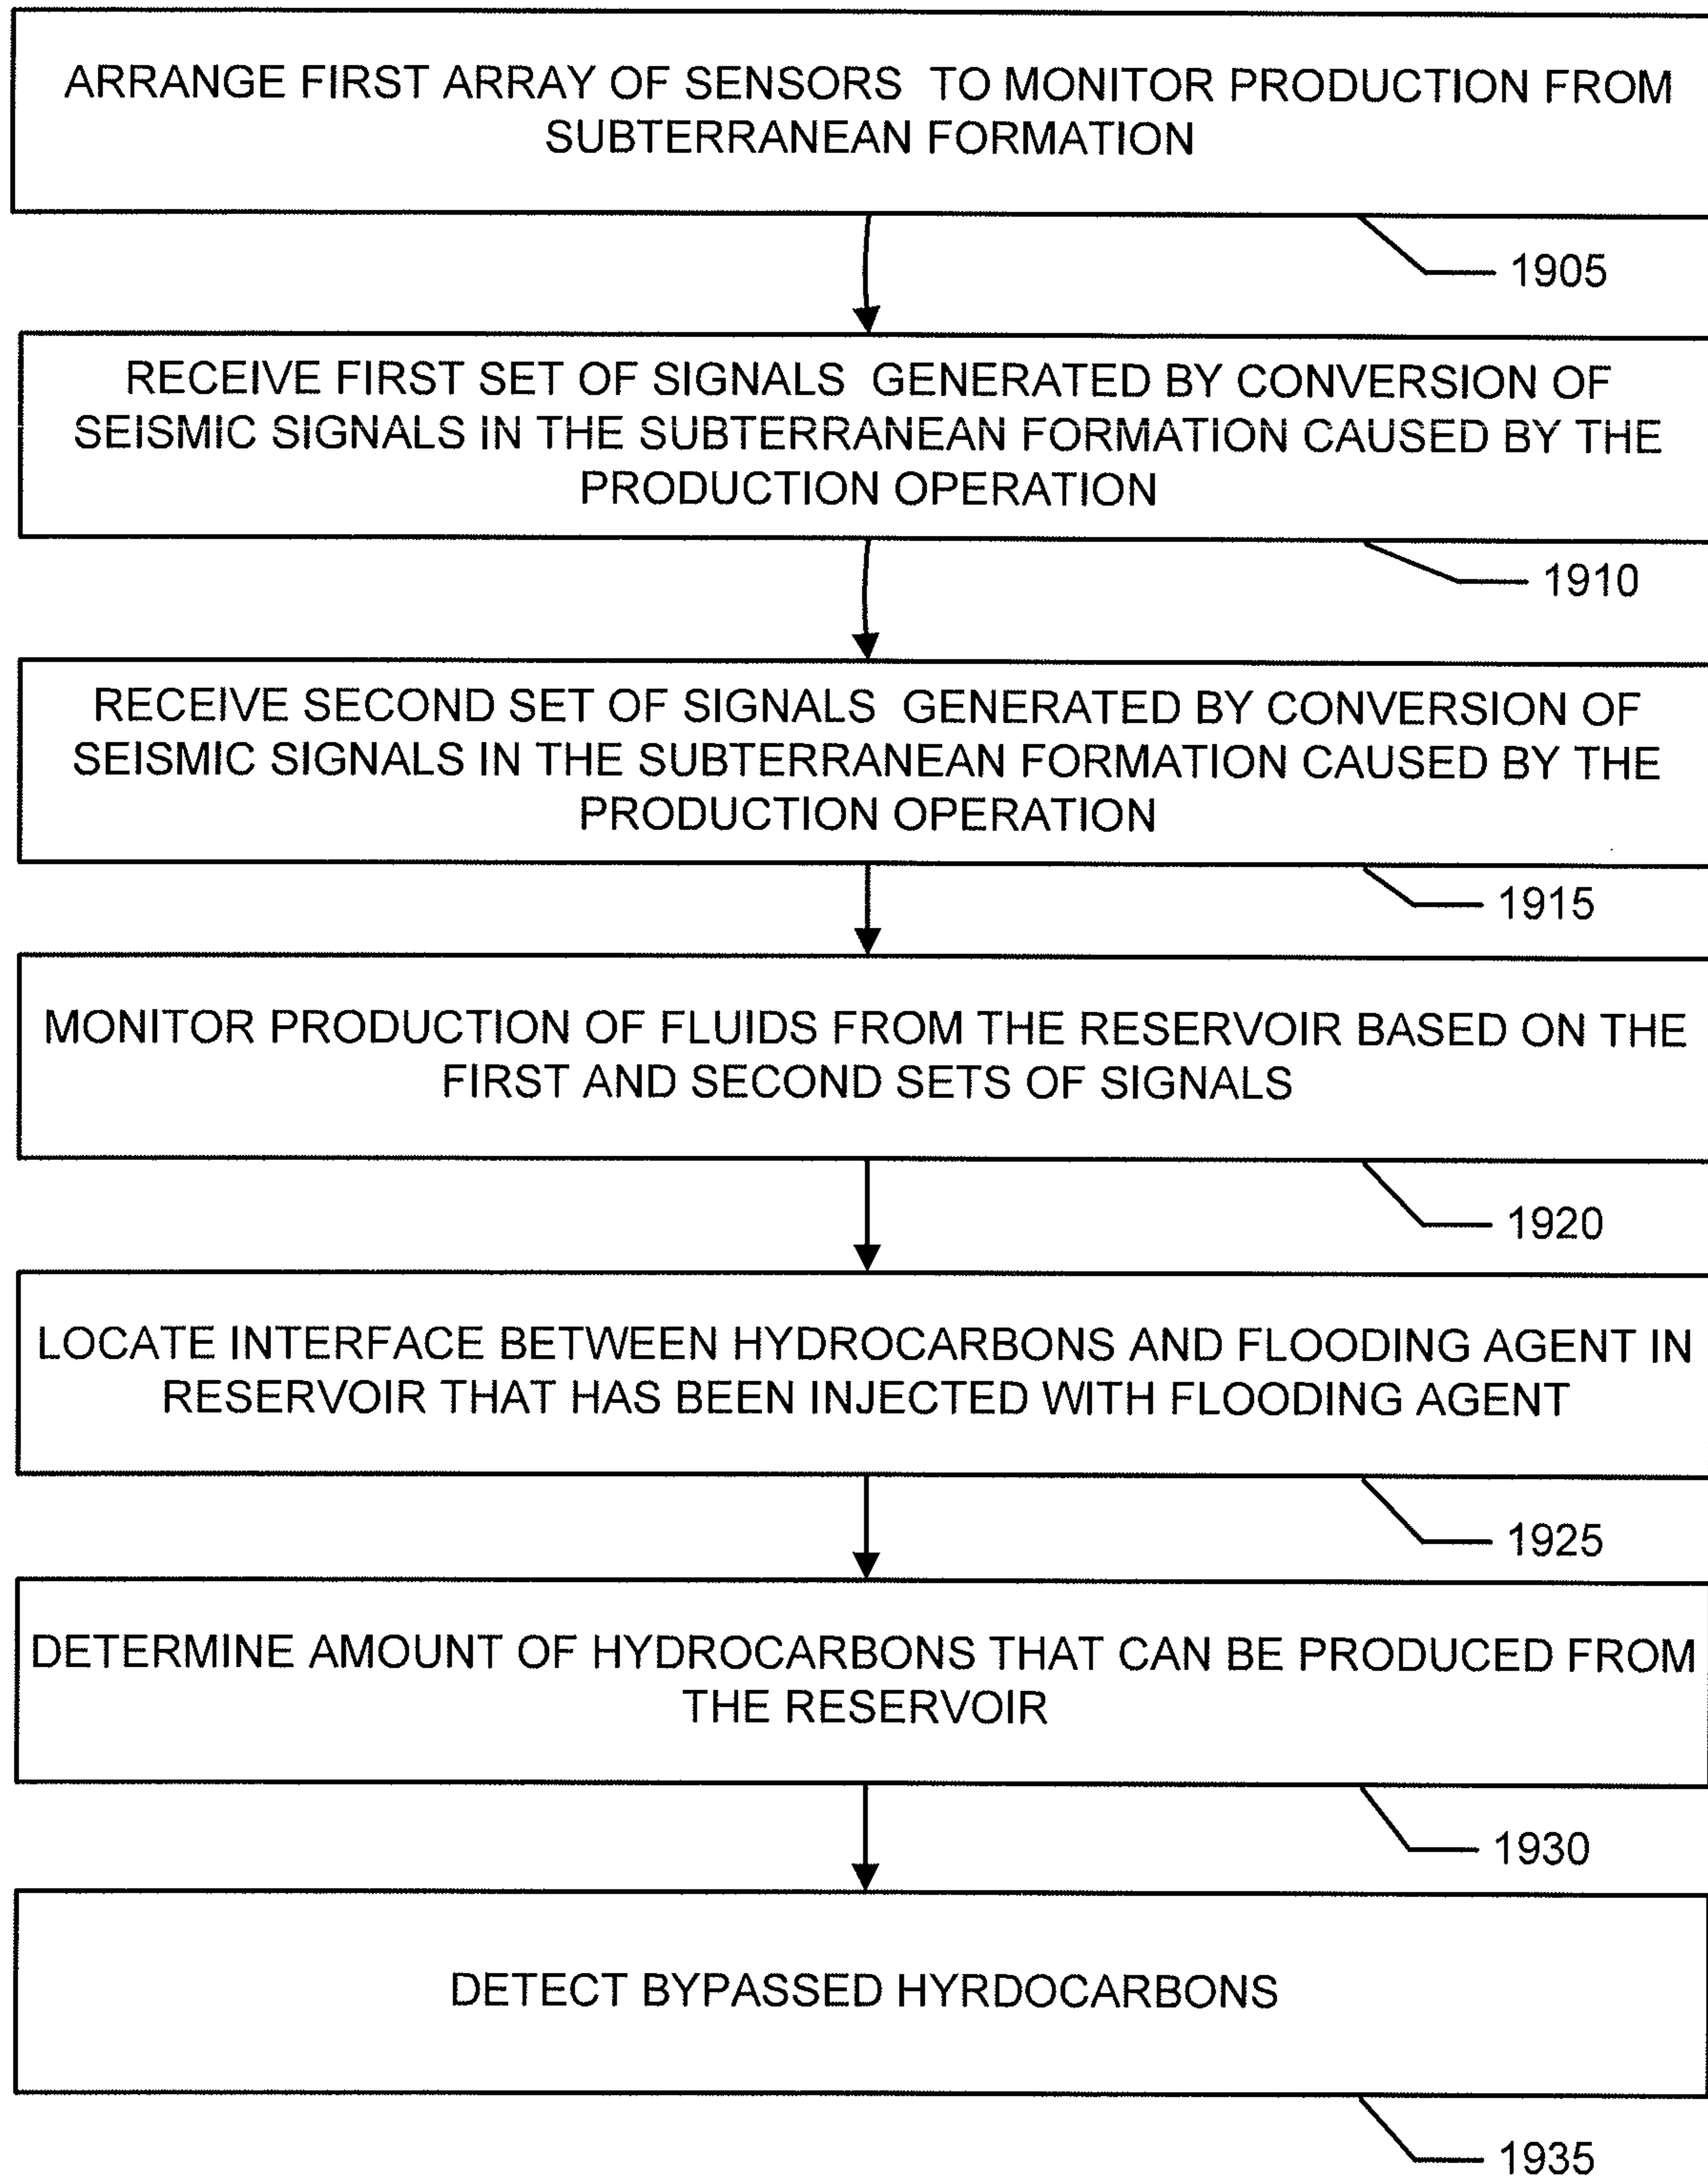 ARRANGE FIRST ARRAY OF SENSORS TO MONITOR PRODUCTION FROM
SUBTERRANEAN FORMATION
1905
RECEIVE FIRST SET OF SIGNALS GENERATED BY CONVERSION OF
SEISMIC SIGNALS IN THE SUBTERRANEAN FORMATION CAUSED BY THE
PRODUCTION OPERATION
1910
RECEIVE SECOND SET OF SIGNALS GENERATED BY CONVERSION OF
SEISMIC SIGNALS IN THE SUBTERRANEAN FORMATION CAUSED BY THE
PRODUCTION OPERATION
1915
MONITOR PRODUCTION OF FLUIDS FROM THE RESERVOIR BASED ON THE
FIRST AND SECOND SETS OF SIGNALS
1920
LOCATE INTERFACE BETWEEN HYDROCARBONS AND FLOODING AGENT IN
RESERVOIR THAT HAS BEEN INJECTED WITH FLOODING AGENT
1925
DETERMINE AMOUNT OF HYDROCARBONS THAT CAN BE PRODUCED FROM
THE RESERVOIR
1930
DETECT BYPASSED HYRDOCARBONS
1935